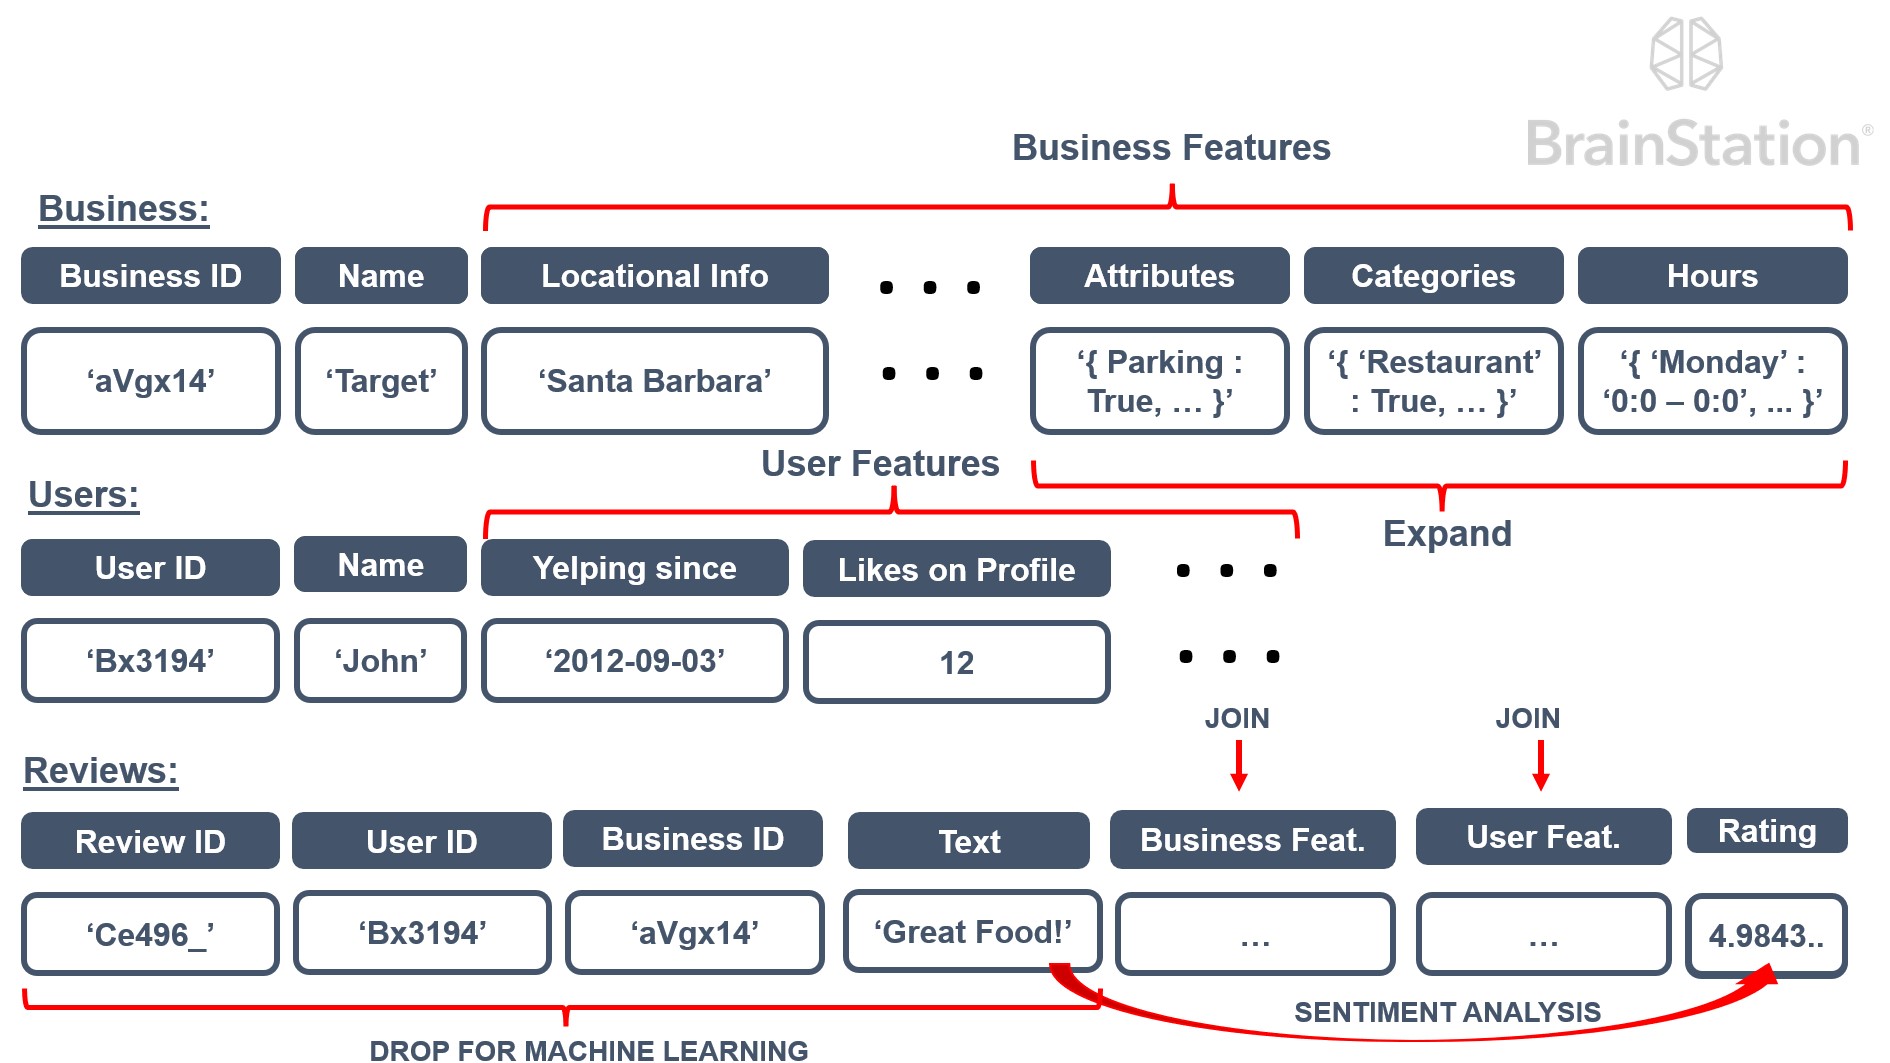 BrainStation®
Business Features
Business:
Business ID
Name
Locational Info
. . .
Attributes
Categories
Hours
‘aVgx14’
‘Target’
‘Santa Barbara’
. . .
‘{ Parking :
True, … }’
‘{ ‘Restaurant’
: True, … }’
‘{ ‘Monday’ :
‘0:0 – 0:0’, ... }’
User Features
Expand
Users:
User ID
Name
Yelping since
Likes on Profile
. . .
‘Bx3194’
‘John’
‘2012-09-03’
12
. . .
JOIN
JOIN
Reviews:
Review ID
User ID
Business ID
Text
Business Feat.
User Feat.
Rating
‘Ce496_’
‘Bx3194’
‘aVgx14’
‘Great Food!’
…
…
4.9843..
SENTIMENT ANALYSIS
DROP FOR MACHINE LEARNING